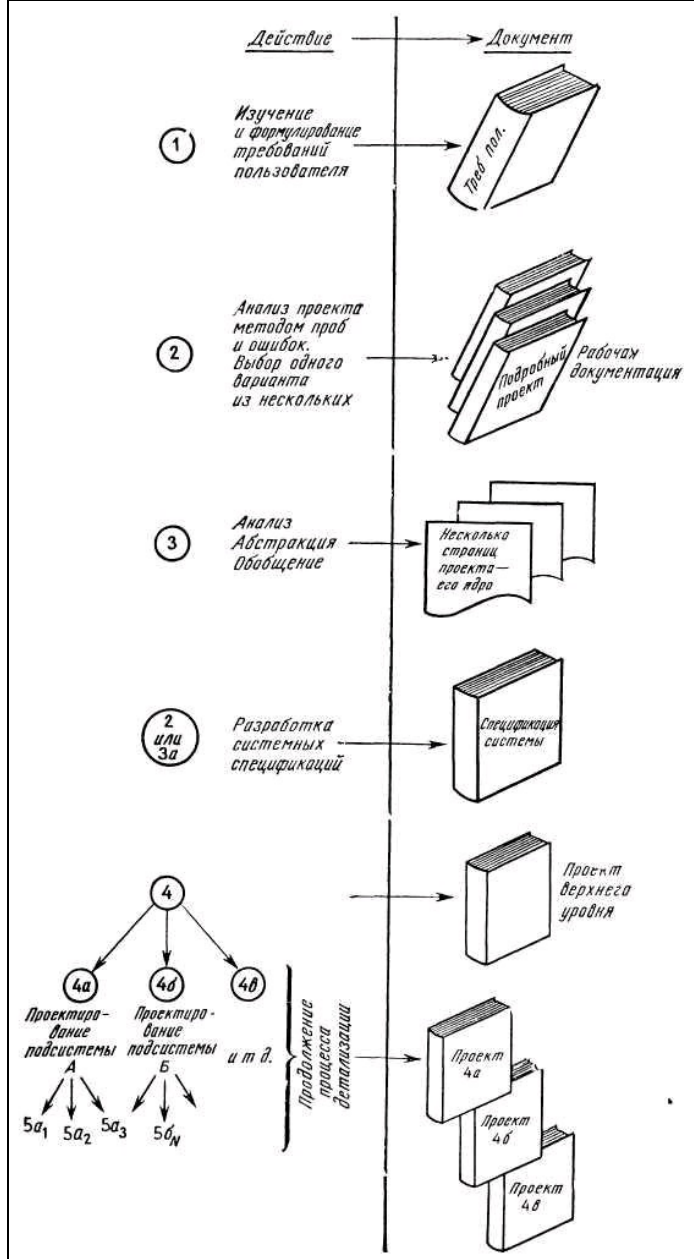 Действие
Документ
1
Изучение
и формулирование
требований
пользователя
Треб пол.
2
Анализ проекта
методом проб
и ошибок.
Выбор одного
варианта
из нескольких
Подробный
проект
Рабочая
документация
3
Анализ
Абстракция
Обобщение
Несколько
страниц
проекта—
его ядро
2
или
3а
Разработка
системных
спецификаций
Спецификация
системы
4
Проект
верхнего
уровня
4а
4б
4в
Проектиро-
вание
подсистемы
А
Проектиро-
вание
подсистемы
Б
и т д.
Продолжение
процесса
детализации
5а1
5а2
5а3
5бN
Проект
4а
Проект
4б
Проект
4в